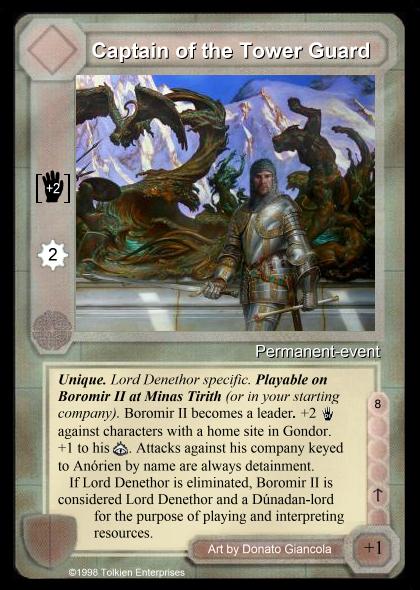 Captain of the Tower Guard
[+2]
2
Permanent-event
Unique. Lord Denethor specific. Playable on
Boromir II at Minas Tirith (or in your starting
company). Boromir II becomes a leader. +2
against characters with a home site in Gondor.
+1 to his . Attacks against his company keyed
to Anórien by name are always detainment.
If Lord Denethor is eliminated, Boromir II is
considered Lord Denethor and a Dúnadan-lord
for the purpose of playing and interpreting
resources.
8
Art by Donato Giancola
+1
©1998 Tolkien Enterprises